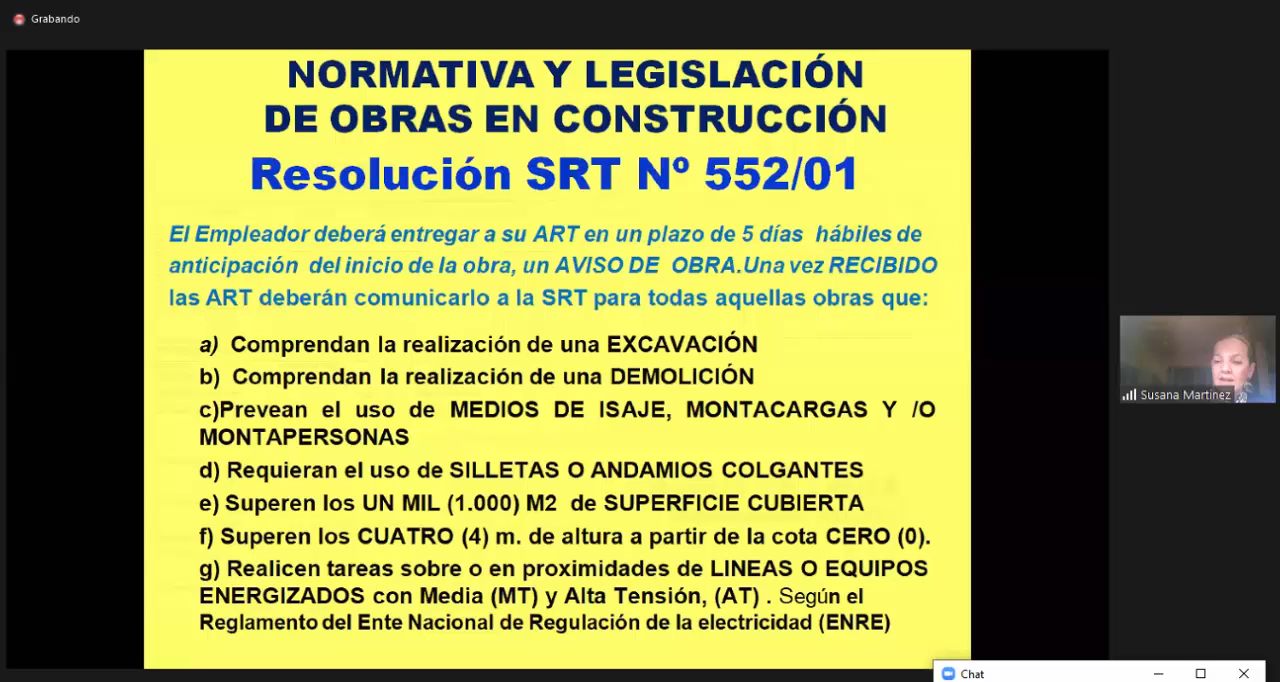 Grabando
NORMATIVA Y LEGISLACIÓN
DE OBRAS EN CONSTRUCCIÓN
Resolución SRT Nº 552/01
El Empleador deberá entregar a su ART en un plazo de 5 días hábiles de
anticipación del inicio de la obra, un AVISO DE OBRA.Una vez RECIBIDO
las ART deberán comunicarlo a la SRT para todas aquellas obras que:
a) Comprendan la realización de una EXCAVACIÓN
b) Comprendan la realización de una DEMOLICIÓN
c)Prevean el uso de MEDIOS DE ISAJE, MONTACARGAS Y /O
MONTAPERSONAS
d) Requieran el uso de SILLETAS O ANDAMIOS COLGANTES
e) Superen los UN MIL (1.000) M2 de SUPERFICIE CUBIERTA
f) Superen los CUATRO (4) m. de altura a partir de la cota CERO (0).
g) Realicen tareas sobre o en proximidades de LINEAS O EQUIPOS
ENERGIZADOS con Media (MT) y Alta Tensión, (AT) . Según el
Reglamento del Ente Nacional de Regulación de la electricidad (ENRE)
Susana Martinez
Chat